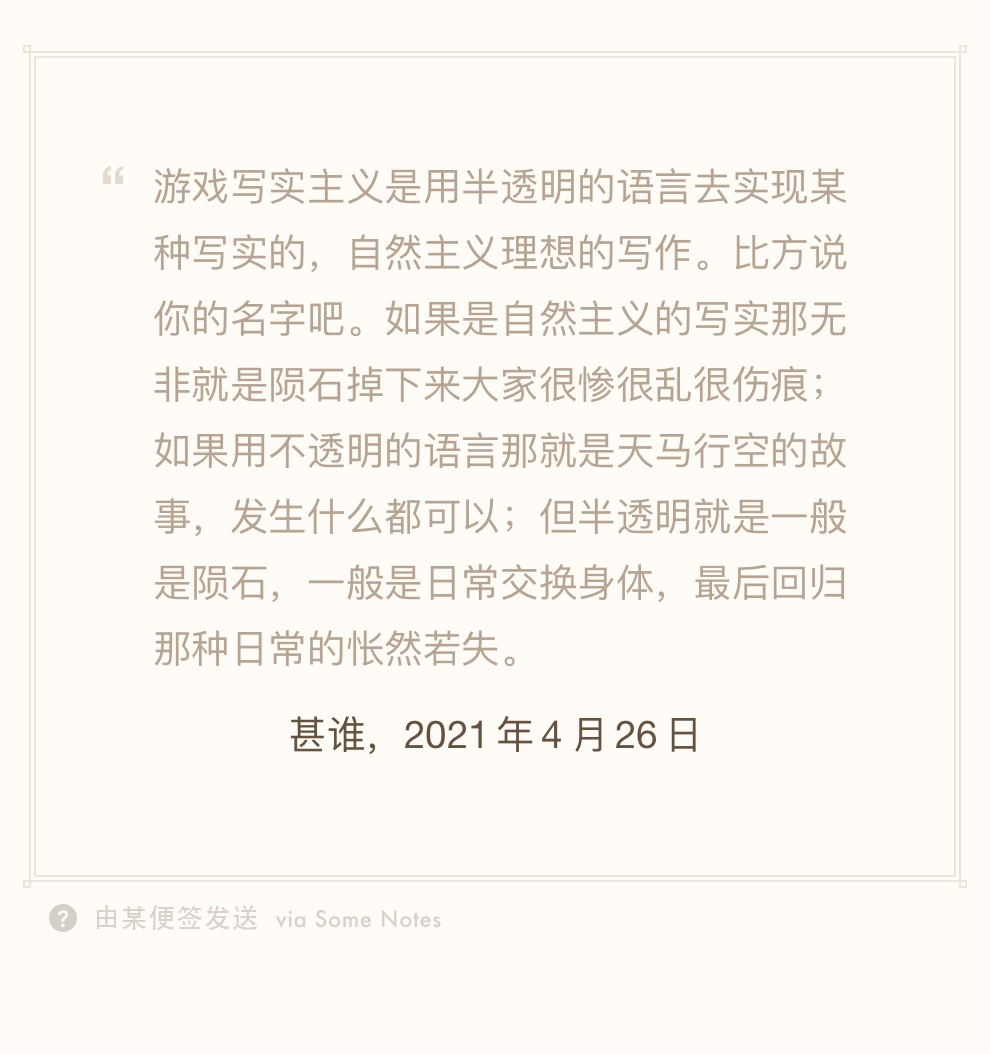 “ 游戏写实主义是用半透明的语言去实现某
种写实的，自然主义理想的写作。比方说
你的名字吧。如果是自然主义的写实那无
非就是陨石掉下来大家很惨很乱很伤痕；
如果用不透明的语言那就是天马行空的故
事，发生什么都可以；但半透明就是一般
是陨石，一般是日常交换身体，最后回归
那种日常的怅然若失。
甚谁，2021 年 4 月 26 日
? 由某便签发送 via Some Notes